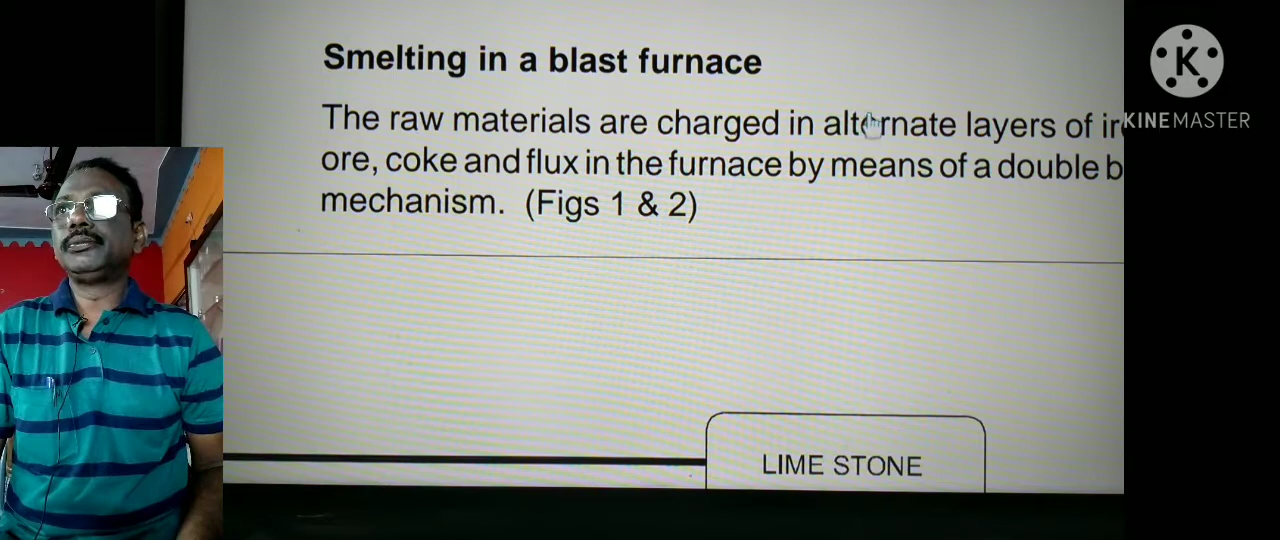 Smelting in a blast furnace
The raw materials are charged in alternate layers of
ore, coke and flux in the furnace by means of a double
mechanism. (Figs 1 & 2)
LIME STONE
K
KINEMASTER